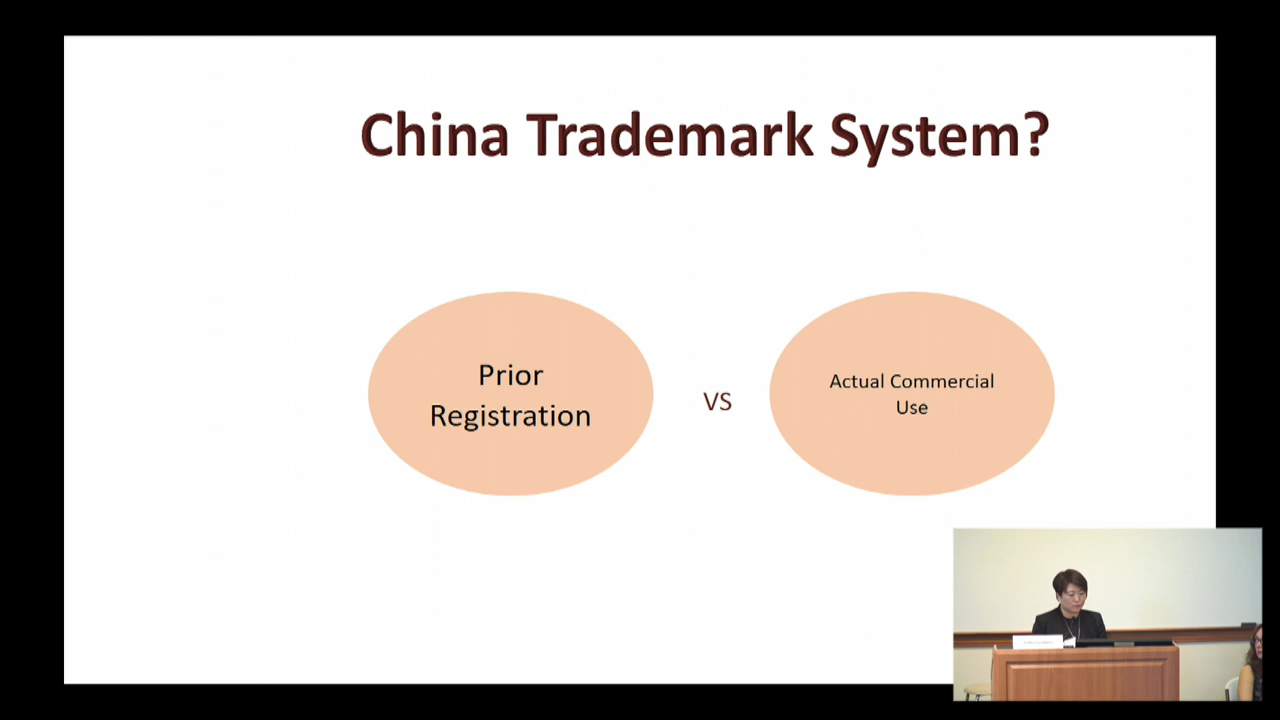 China Trademark System?
Prior
Registration
VS
Actual Commercial
Use